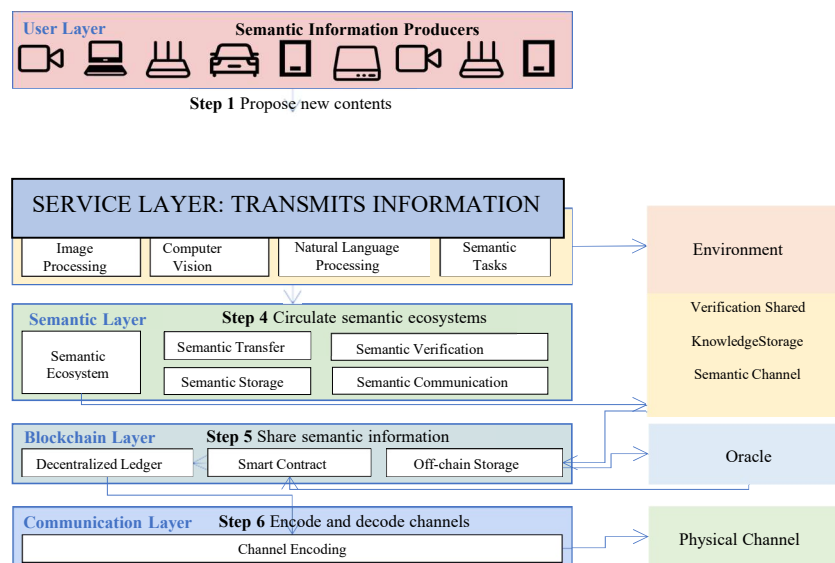 User Layer
Semantic Information Producers
Step 1 Propose new contents
SERVICE LAYER: TRANSMITS INFORMATION
Image
Processing
Computer
Vision
Natural Language
Processing
Semantic
Tasks
Environment
Semantic Layer
Step 4 Circulate semantic ecosystems
Semantic
Ecosystem
Semantic Transfer
Semantic Verification
Semantic Storage
Semantic Communication
Verification Shared
KnowledgeStorage
Semantic Channel
Blockchain Layer
Step 5 Share semantic information
Decentralized Ledger
Smart Contract
Off-chain Storage
Oracle
Communication Layer
Step 6 Encode and decode channels
Channel Encoding
Physical Channel